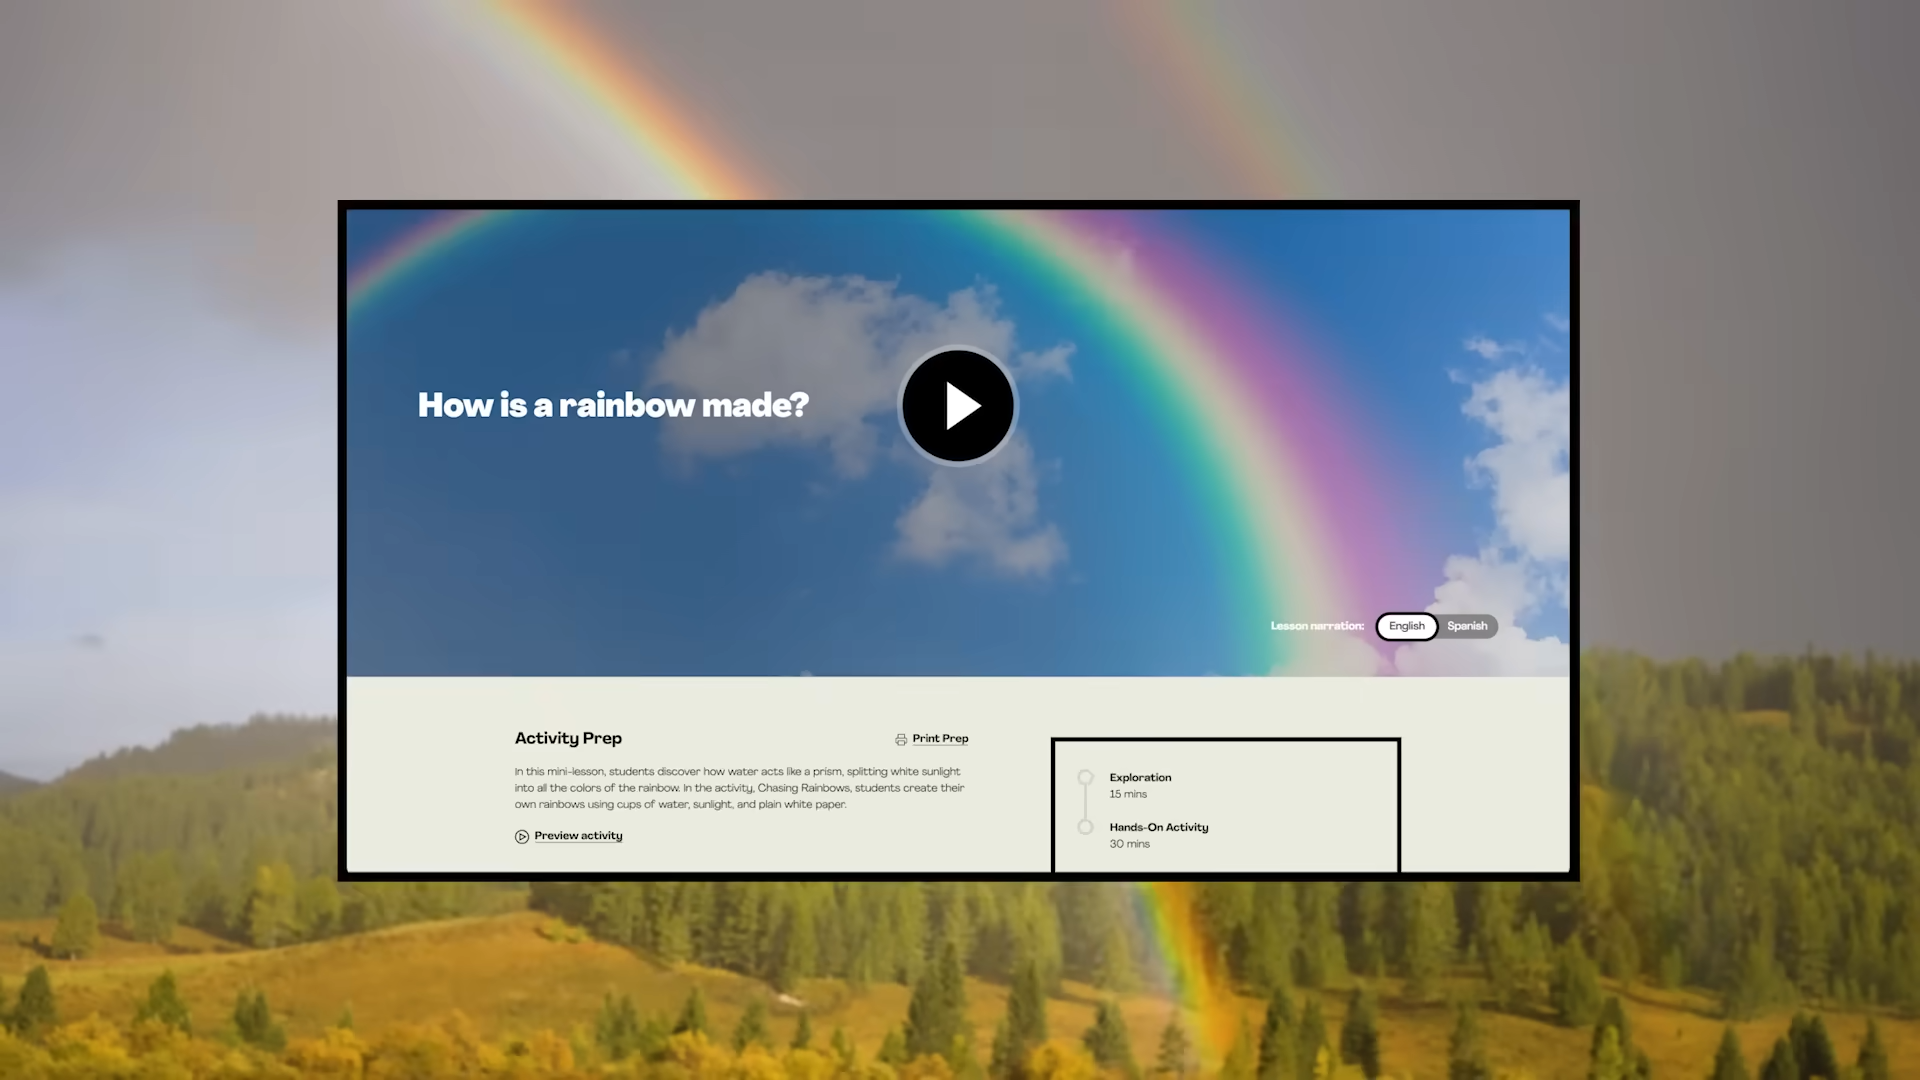 How is a rainbow made?
Lesson narration: English Spanish
Activity Prep
Print Prep
In this mini-lesson, students discover how water acts like a prism, splitting white sunlight
into all the colors of the rainbow. In the activity, Chasing Rainbows, students create their
own rainbows using cups of water, sunlight, and plain white paper.
Preview activity
Exploration
15 mins
Hands-On Activity
30 mins